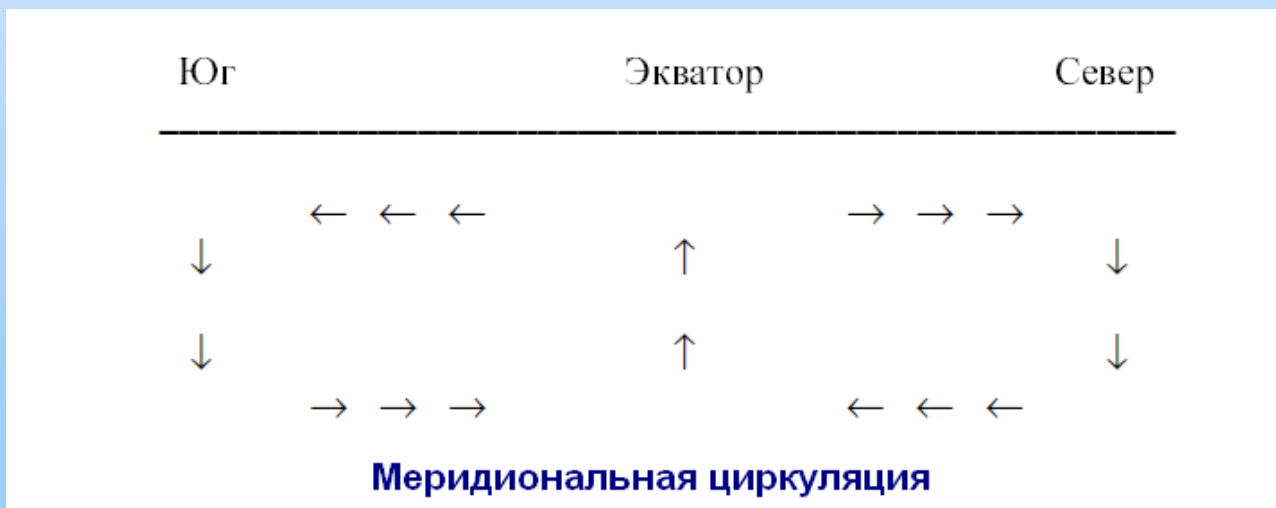 Юг Экватор Север
← ← ← → → →
↓ ↑ ↓
↓ ↑ ↓
→ → → ← ← ←
Меридиональная циркуляция